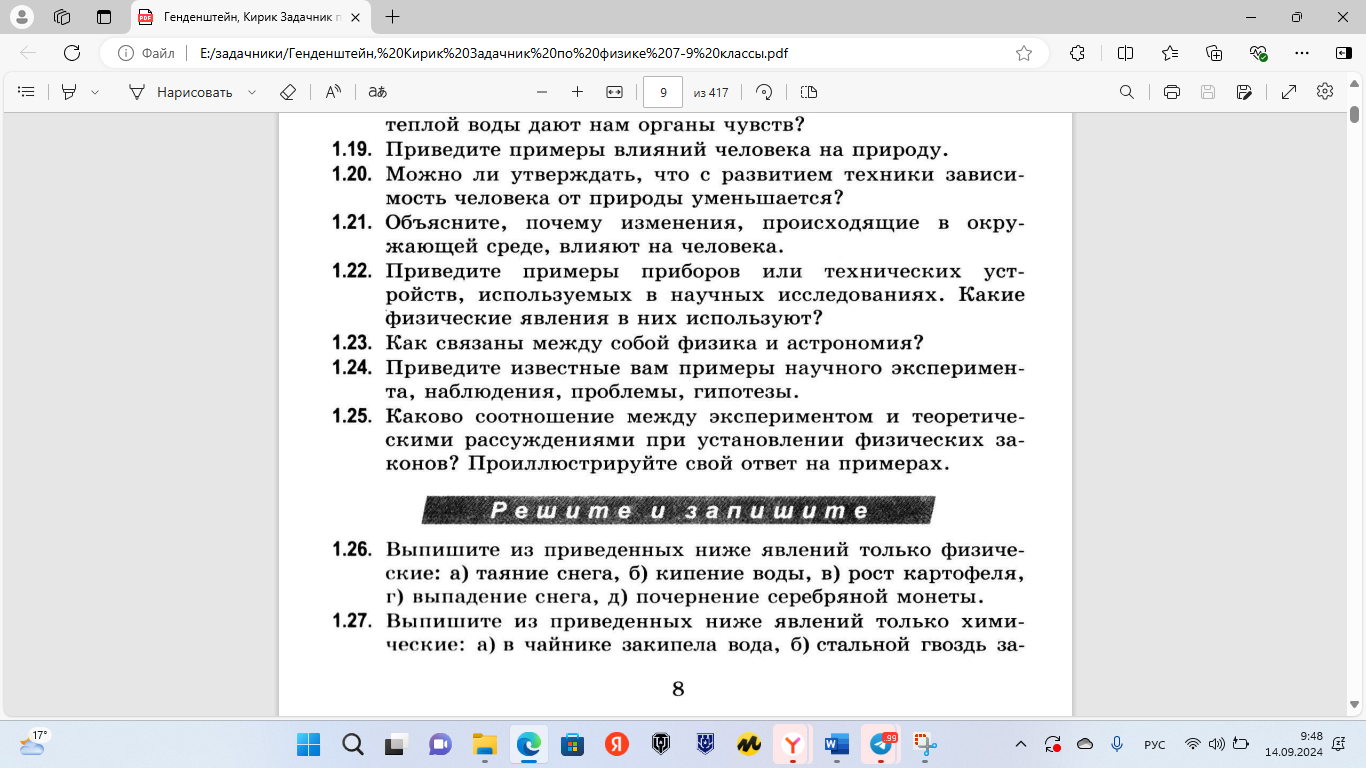 Генденштейн, Кирик Задачник п
Файл
E:/задачники/Генденштейн,%20Кирик%20Задачник%20по%20физике%207-9%20классы.pdf
Нарисовать
9 из 417
теплой воды дают нам органы чувств?
1.19. Приведите примеры влияний человека на природу.
1.20. Можно ли утверждать, что с развитием техники зависи-
мость человека от природы уменьшается?
1.21. Объясните, почему изменения, происходящие в окру-
жающей среде, влияют на человека.
1.22. Приведите примеры приборов или технических уст-
ройств, используемых в научных исследованиях. Какие
физические явления в них используют?
1.23. Как связаны между собой физика и астрономия?
1.24. Приведите известные вам примеры научного эксперимен-
та, наблюдения, проблемы, гипотезы.
1.25. Каково соотношение между экспериментом и теоретиче-
скими рассуждениями при установлении физических за-
конов? Проиллюстрируйте свой ответ на примерах.
Решите и запишите
1.26. Выпишите из приведенных ниже явлений только физиче-
ские: а) таяние снега, б) кипение воды, в) рост картофеля,
г) выпадение снега, д) почернение серебряной монеты.
1.27. Выпишите из приведенных ниже явлений только хими-
ческие: а) в чайнике закипела вода, б) стальной гвоздь за-
8
17°
99
РУС
9:48
14.09.2024